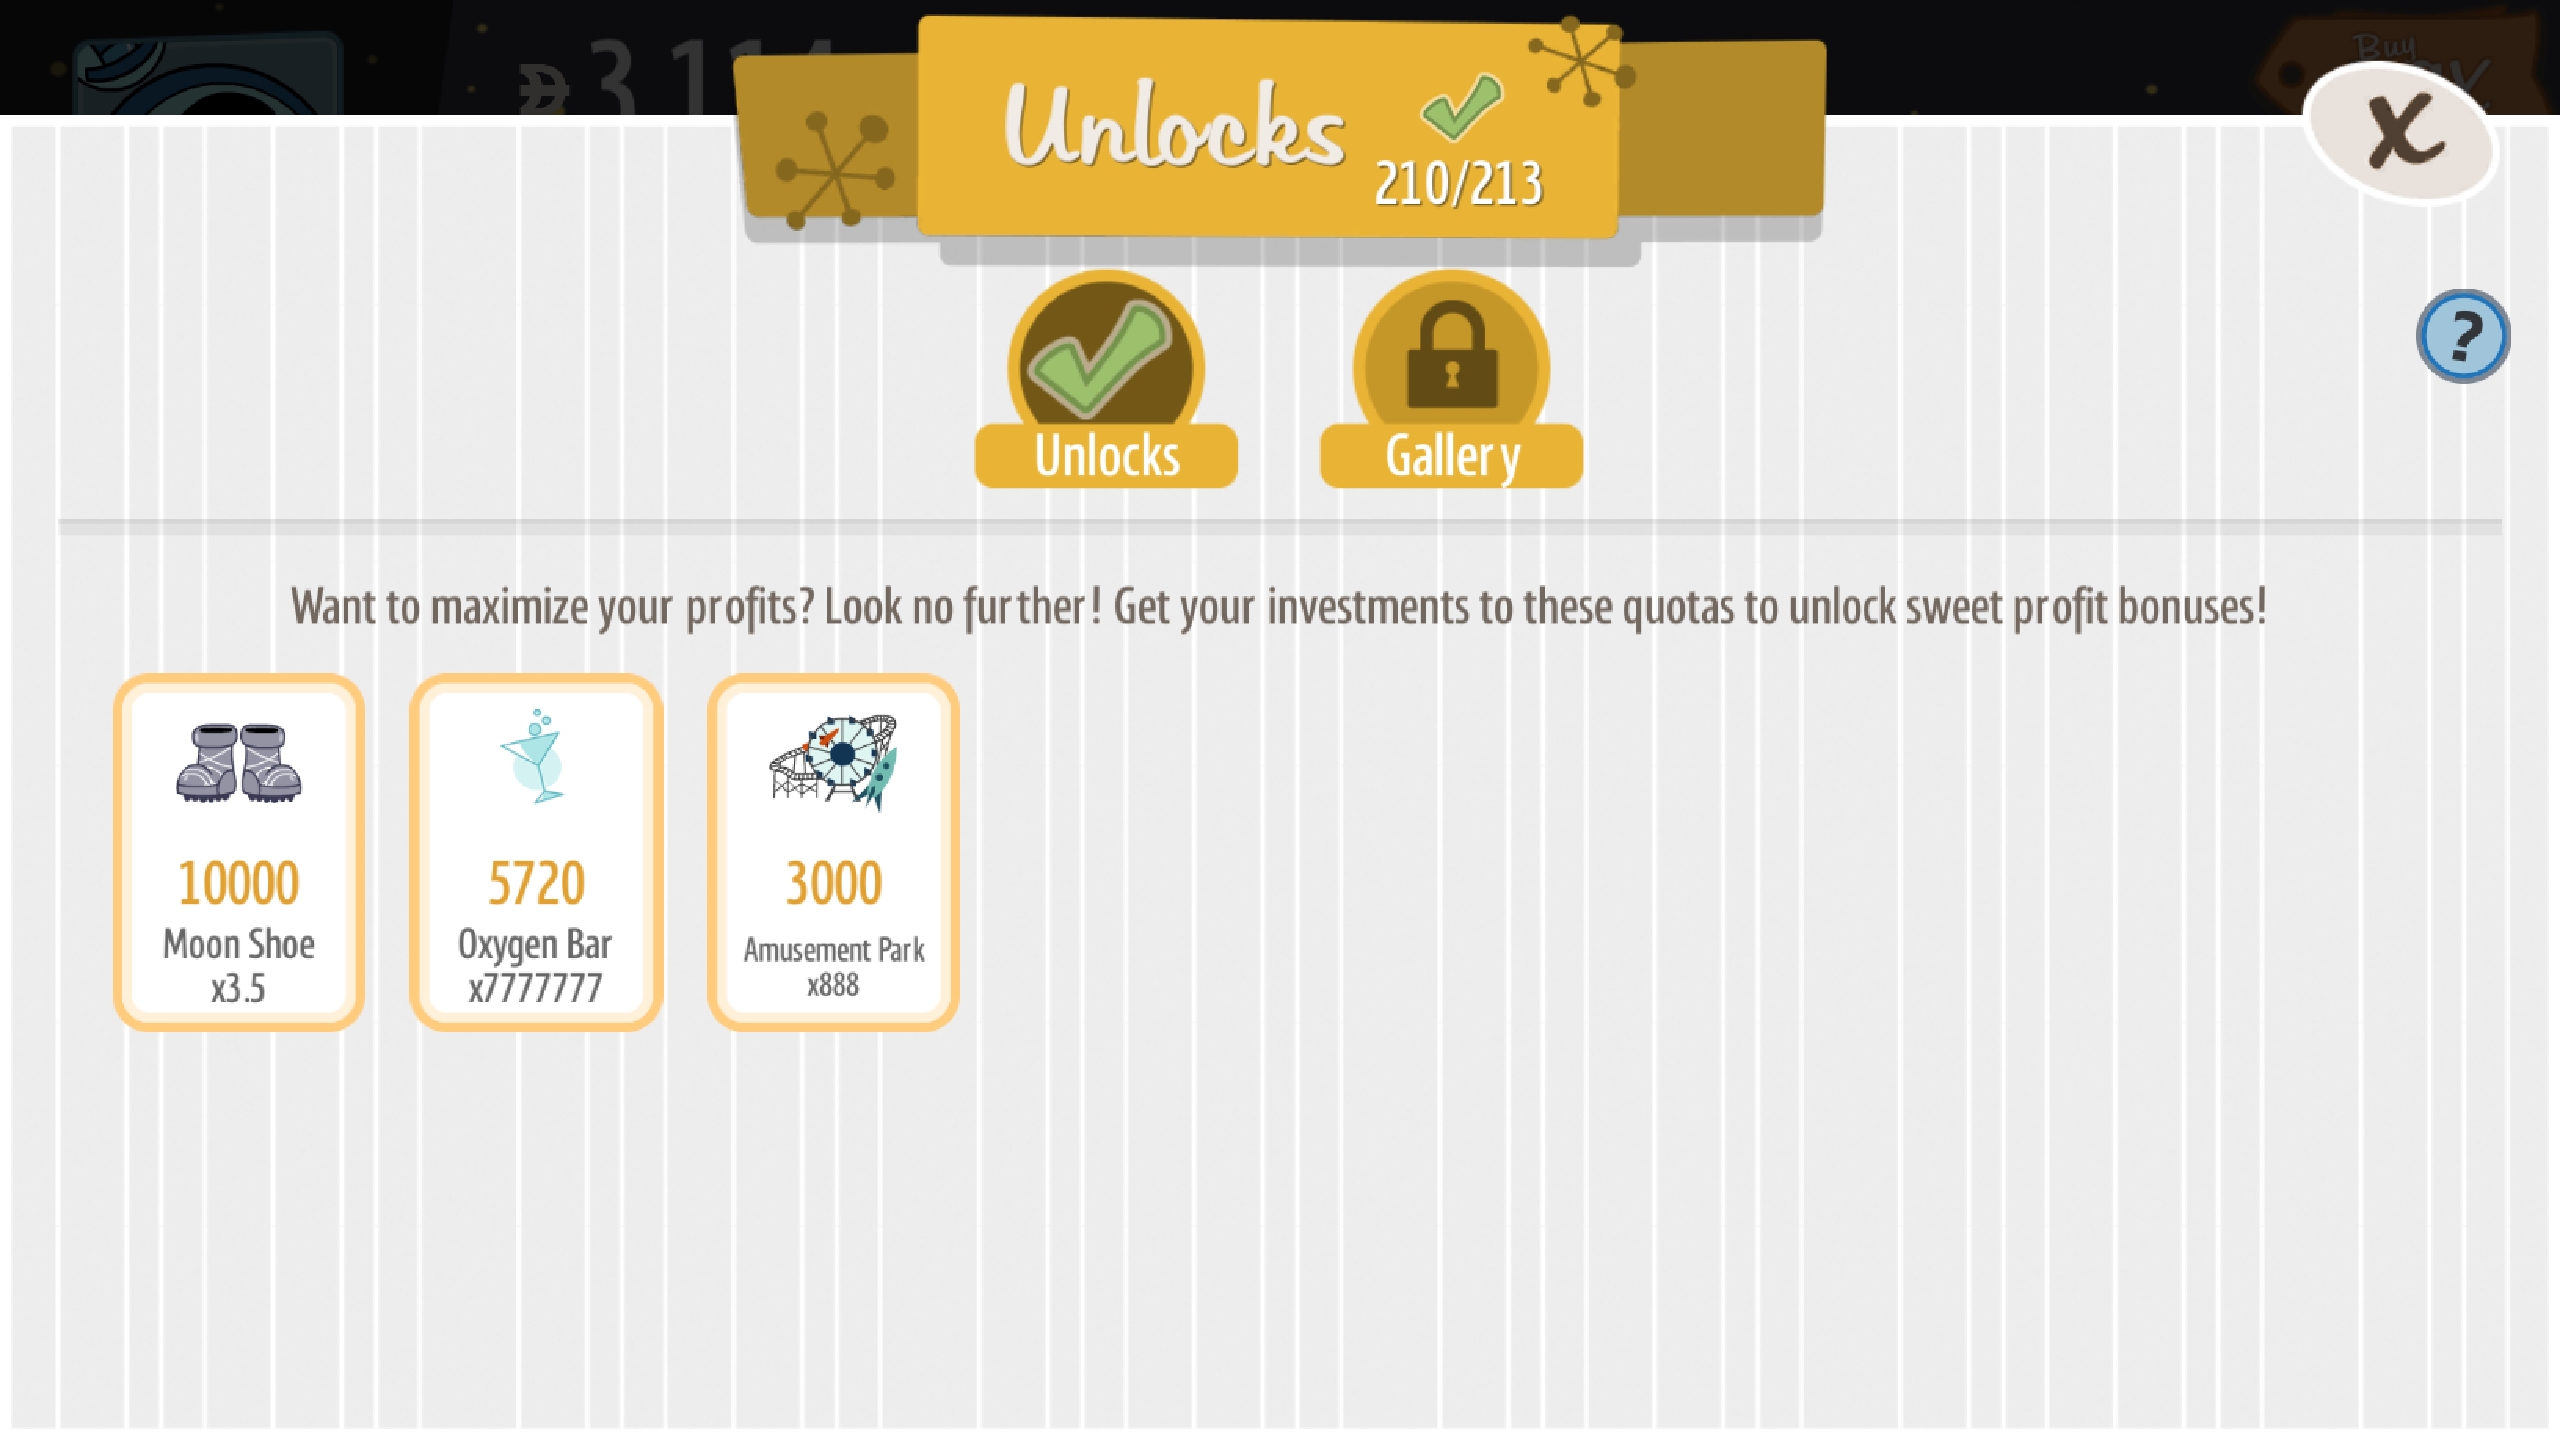 Buy
Unlocks
210/213
X
?
Unlocks
Gallery
Want to maximize your profits? Look no further! Get your investments to these quotas to unlock sweet profit bonuses!
10000
Moon Shoe
x3.5
5720
Oxygen Bar
x7777777
3000
Amusement Park
x888